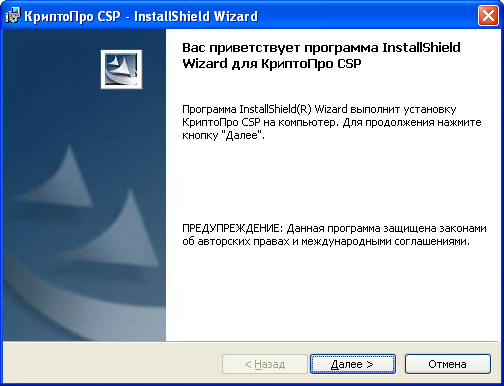 КриптоПро CSP - InstallShield Wizard
Вас приветствует программа InstallShield
Wizard для КриптоПро CSP
Программа InstallShield(R) Wizard выполнит установку
КриптоПро CSP на компьютер. Для продолжения нажмите
кнопку "Далее".
ПРЕДУПРЕЖДЕНИЕ: Данная программа защищена законами
об авторских правах и международными соглашениями.
< Назад
Далее >
Отмена